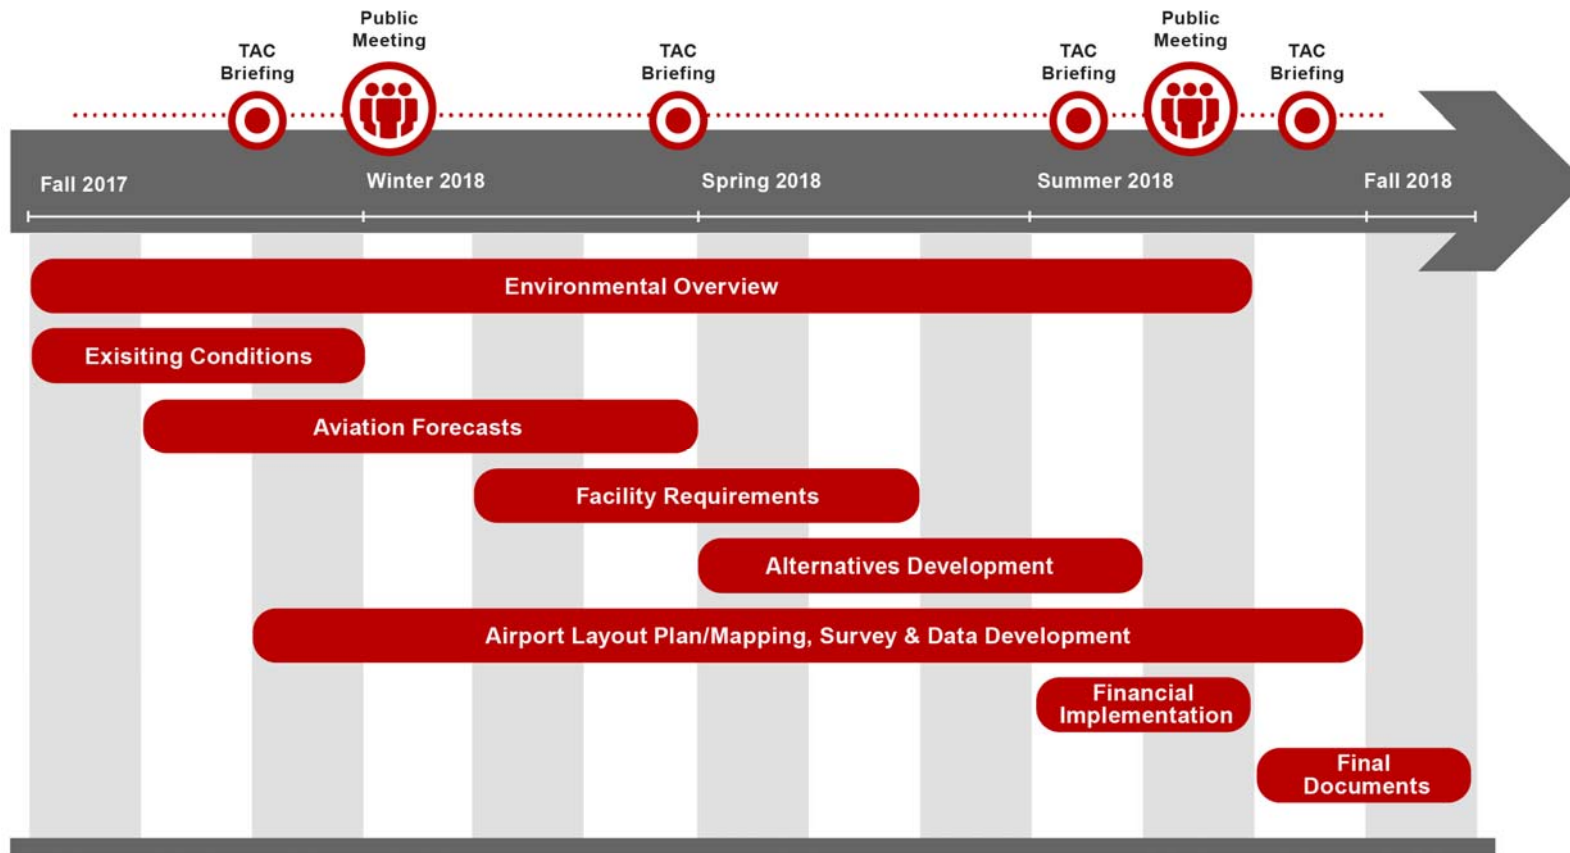 Public
Meeting
TAC
Briefing
TAC
Briefing
TAC
Briefing
Public
Meeting
TAC
Briefing
Fall 2017
Winter 2018
Spring 2018
Summer 2018
Fall 2018
Environmental Overview
Exisiting Conditions
Aviation Forecasts
Facility Requirements
Alternatives Development
Airport Layout Plan/Mapping, Survey & Data Development
Financial
Implementation
Final
Documents